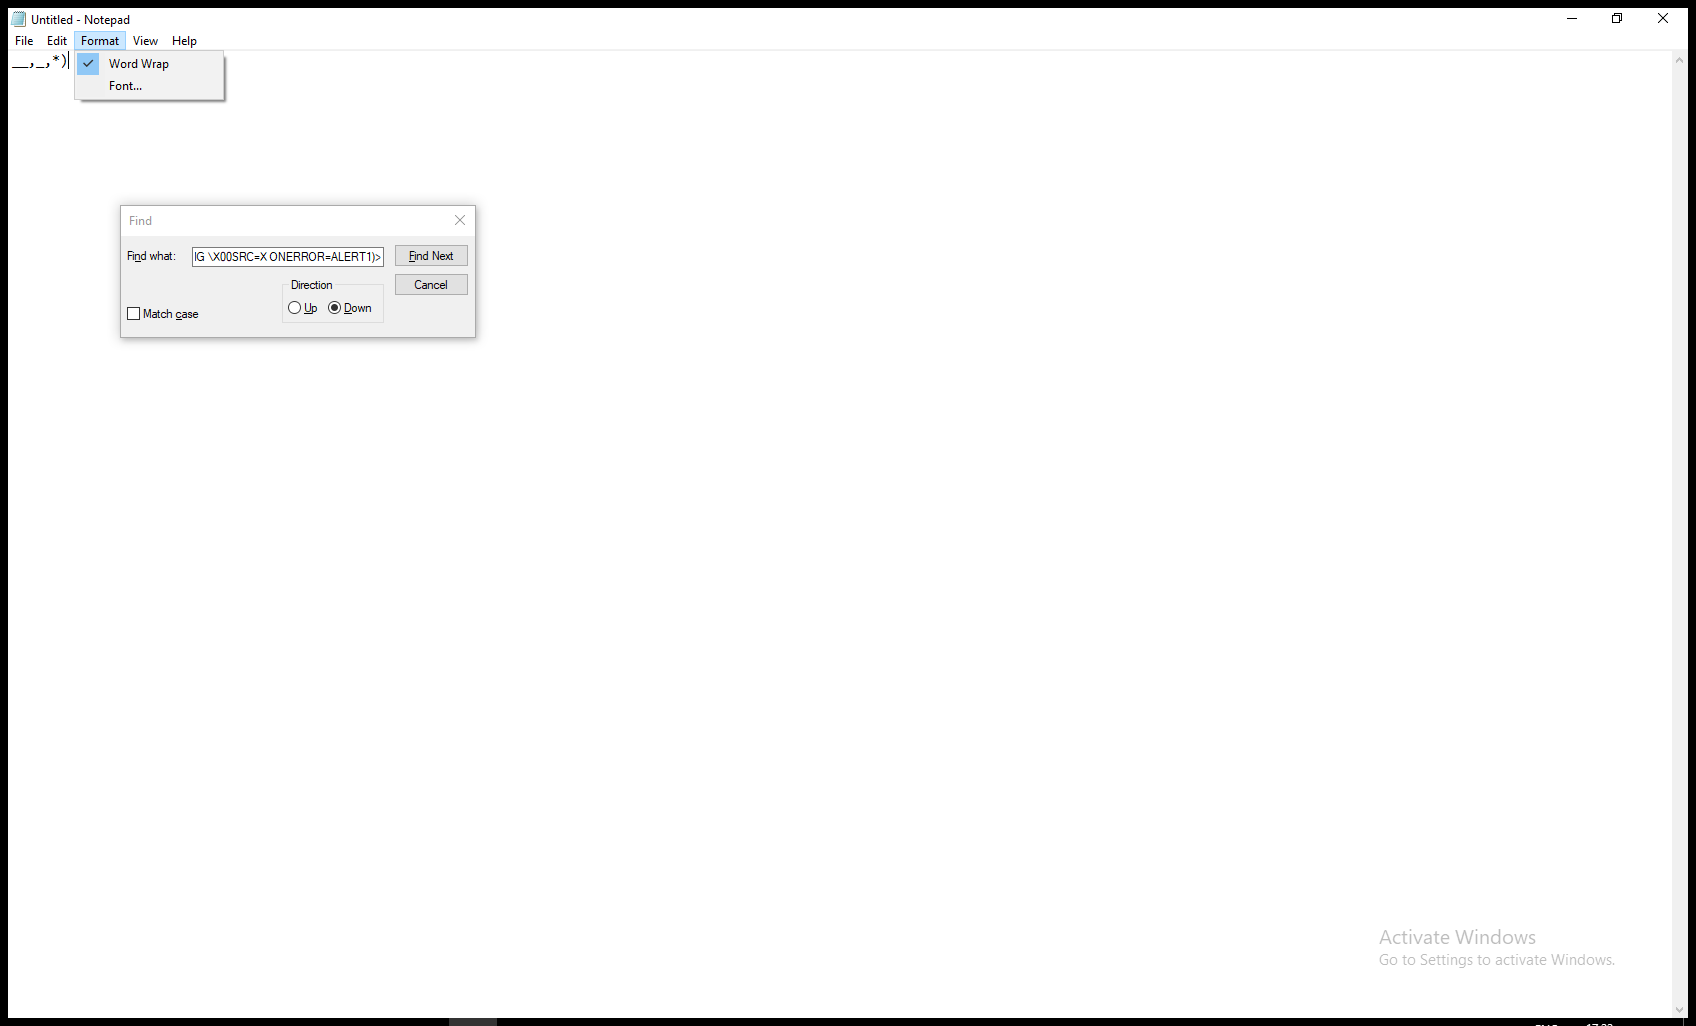 Untitled - Notepad
File Edit Format View Help
__,_,*)
Word Wrap
Font...
Find
Find what: IG \X00SRC=X ONERROR=ALERT1)> Find Next
Direction Cancel
Up Down
Match case
Activate Windows
Go to Settings to activate Windows.